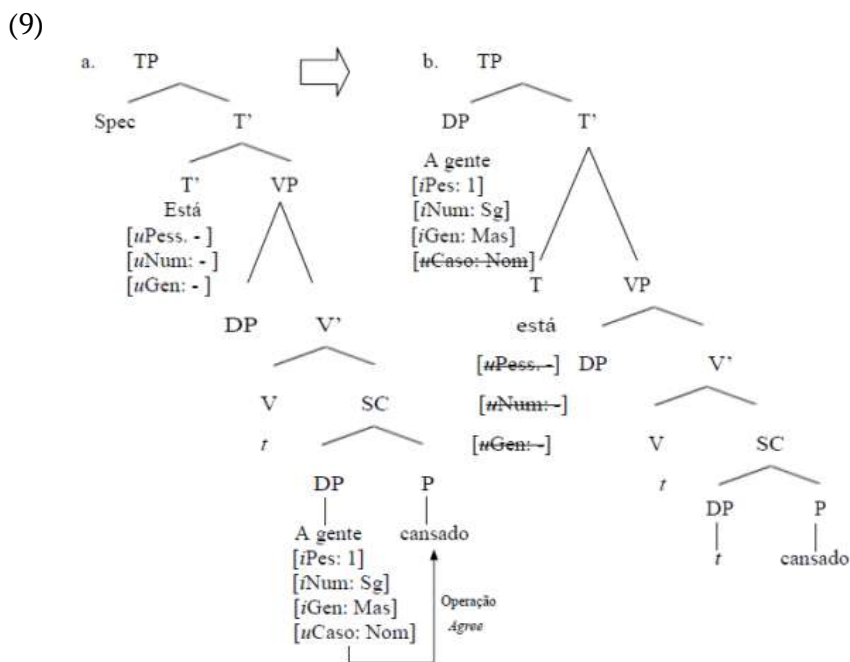 (9)
a. TP
b. TP
Spec T'
DP T'
T' VP
Está
[uPess. - ]
[uNum: - ]
[uGen: - ]
A gente
[iPes: 1]
[iNum: Sg]
[iGen: Mas]
[uCaso: Nom]
T VP
DP V'
está
[uPess. -] DP V'
[uNum: -]
[uGen: -]
V SC
t
V SC
t
DP P
DP P
A gente cansado
[iPes: 1]
[iNum: Sg]
[iGen: Mas]
[uCaso: Nom]
t cansado
Operação
Agree